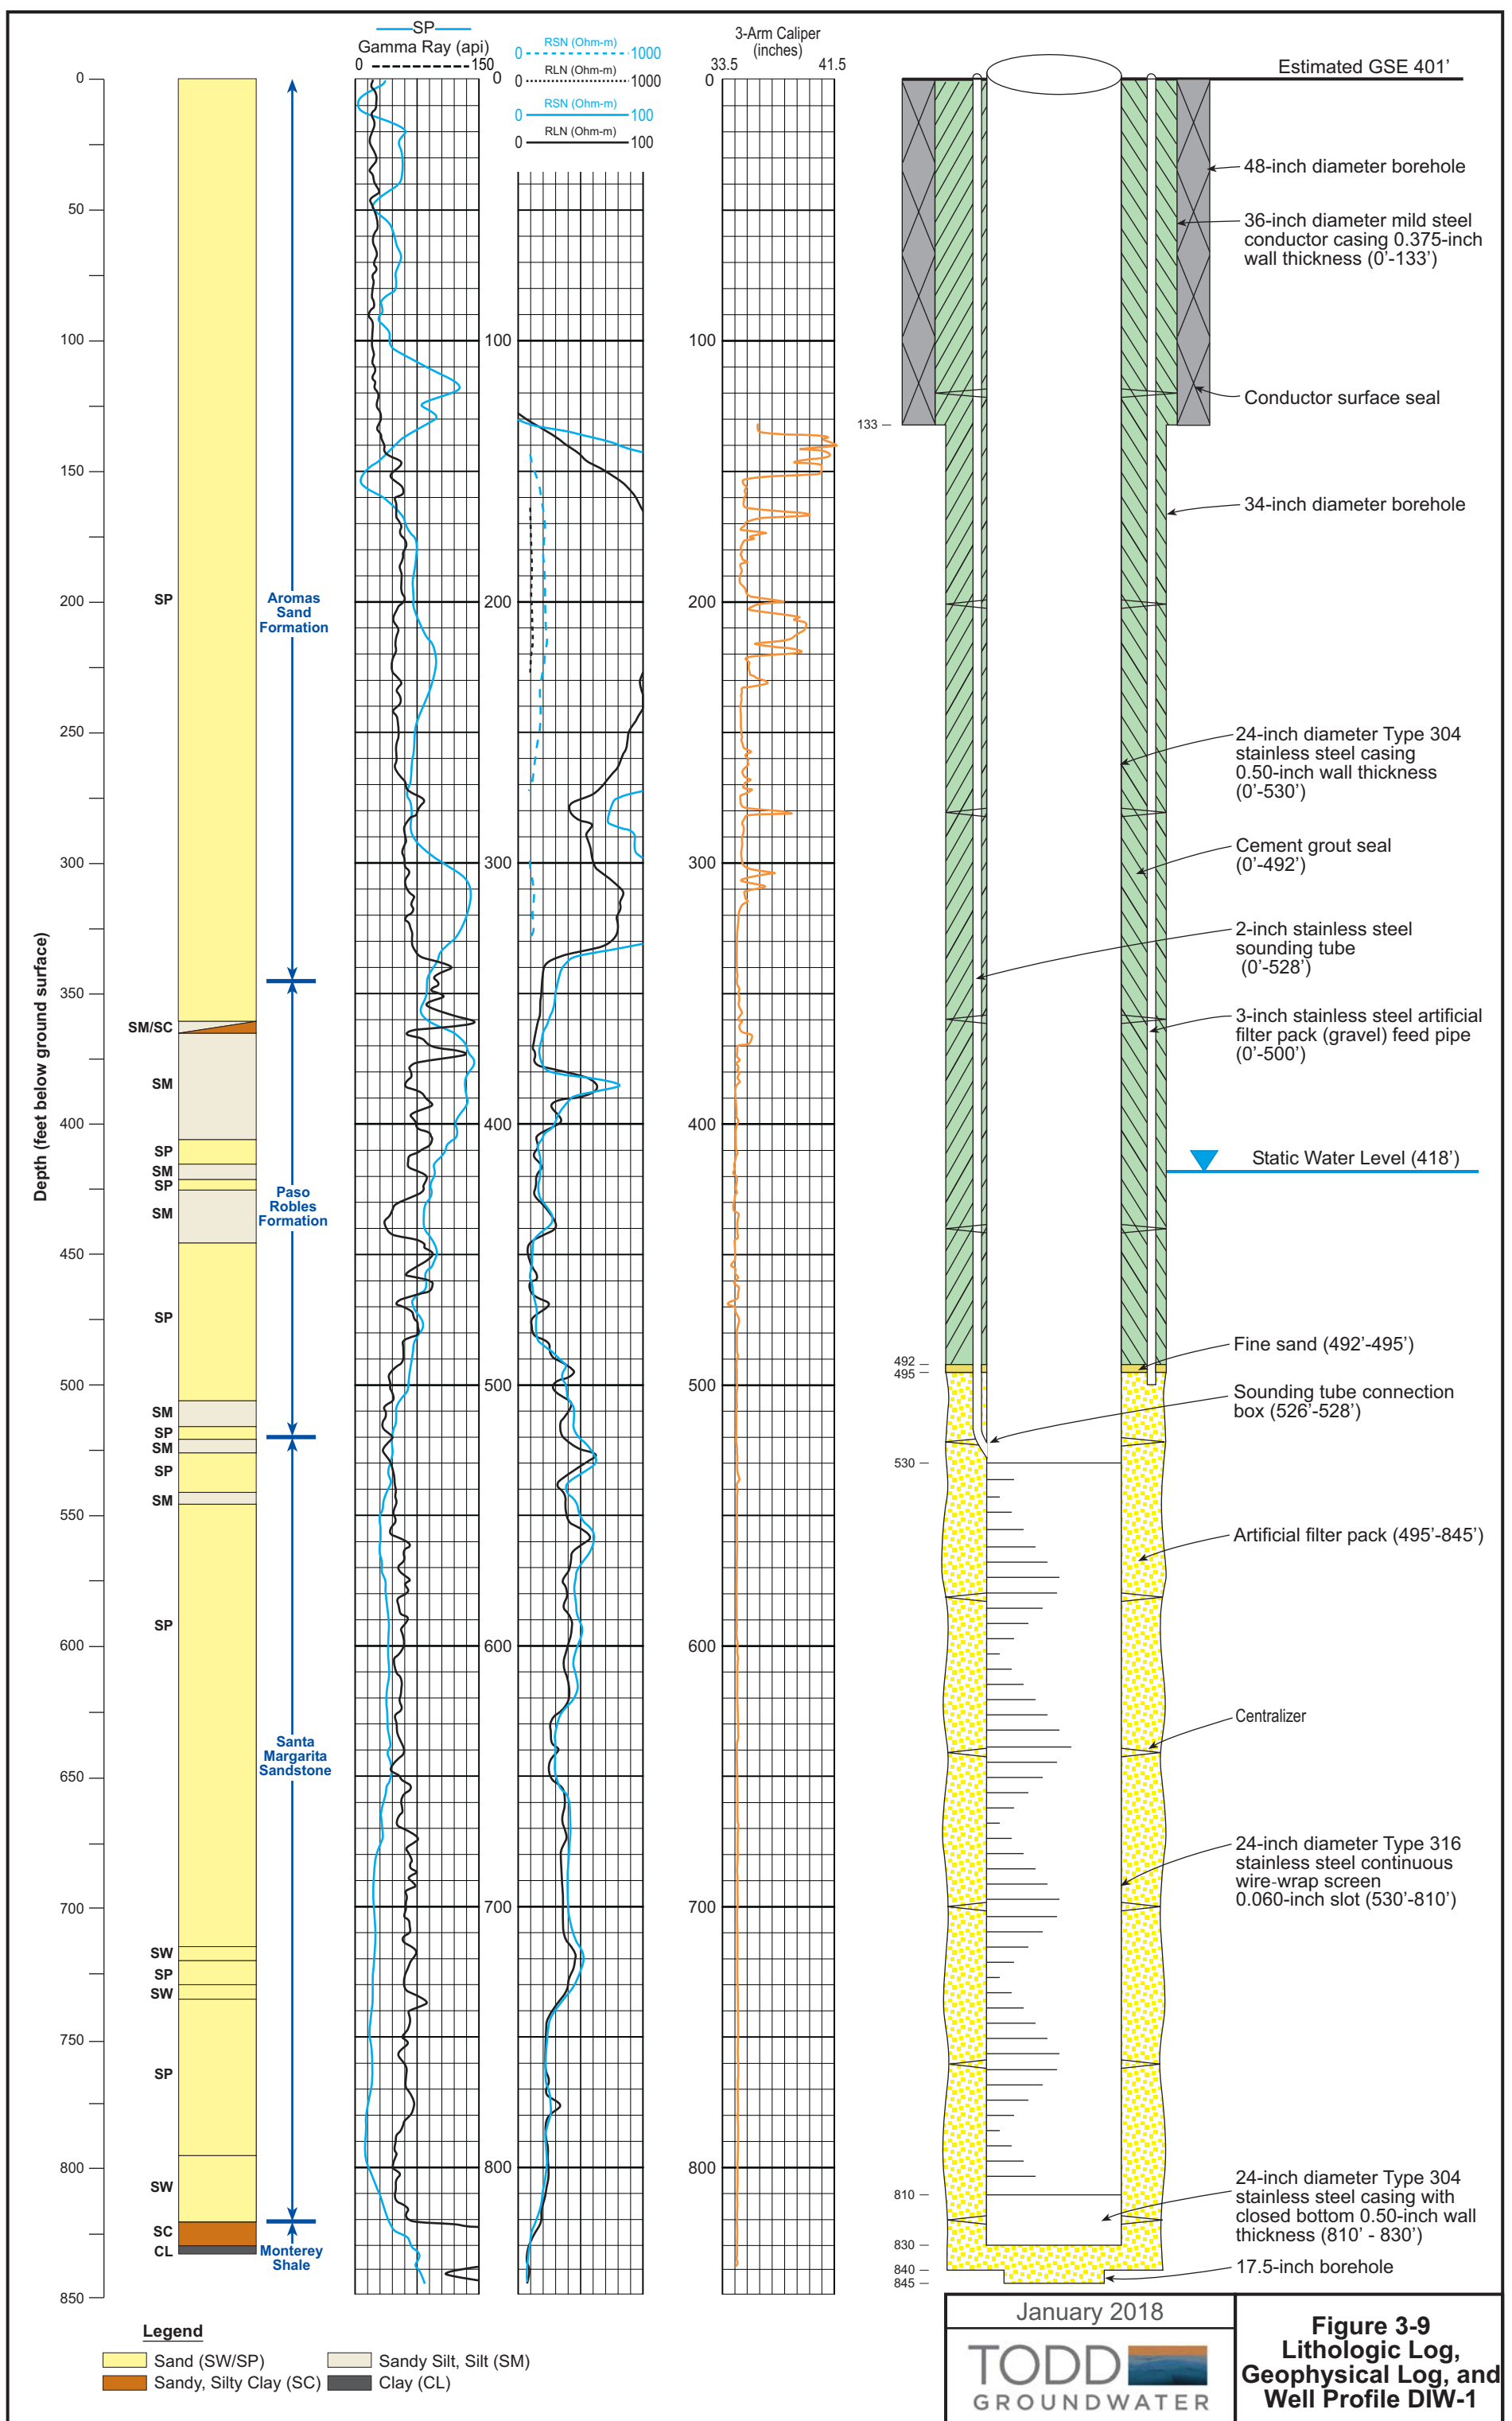 SP
Gamma Ray (api)
0 150
RSN (Ohm-m)
0 1000
RLN (Ohm-m)
0 1000
RSN (Ohm-m)
0 100
RLN (Ohm-m)
0 100
3-Arm Caliper
(inches)
33.5 41.5
Estimated GSE 401’
Depth (feet below ground surface)
0
50
100
150
200
250
300
350
400
450
500
550
600
650
700
750
800
850
SP
SM/SC
SM
SP
SM
SP
SM
SP
SM
SP
SM
SP
SM
SP
SW
SP
SW
SP
SW
SC
CL
Aromas
Sand
Formation
Paso
Robles
Formation
Santa
Margarita
Sandstone
Monterey
Shale
0
100
200
300
400
500
600
700
800
0
100
200
300
400
500
600
700
800
133
492
495
530
810
830
840
845
48-inch diameter borehole
36-inch diameter mild steel
conductor casing 0.375-inch
wall thickness (0’-133’)
Conductor surface seal
34-inch diameter borehole
24-inch diameter Type 304
stainless steel casing
0.50-inch wall thickness
(0’-530’)
Cement grout seal
(0’-492’)
2-inch stainless steel
sounding tube
(0’-528’)
3-inch stainless steel artificial
filter pack (gravel) feed pipe
(0’-500’)
Static Water Level (418’)
Fine sand (492’-495’)
Sounding tube connection
box (526’-528’)
Artificial filter pack (495’-845’)
Centralizer
24-inch diameter Type 316
stainless steel continuous
wire-wrap screen
0.060-inch slot (530’-810’)
24-inch diameter Type 304
stainless steel casing with
closed bottom 0.50-inch wall
thickness (810’ - 830’)
17.5-inch borehole
Legend
Sand (SW/SP)
Sandy, Silty Clay (SC)
Sandy Silt, Silt (SM)
Clay (CL)
January 2018
TODD
GROUNDWATER
Figure 3-9
Lithologic Log,
Geophysical Log, and
Well Profile DIW-1